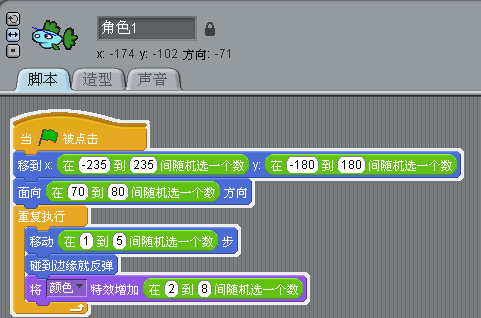 角色1
x: -174 y: -102 方向: -71
脚本 造型 声音
当 被点击
移到 x: 在 -235 到 235 间随机选一个数 y: 在 -180 到 180 间随机选一个数
面向 在 70 到 80 间随机选一个数 方向
重复执行
移动 在 1 到 5 间随机选一个数 步
碰到边缘就反弹
将 颜色 特效增加 在 2 到 8 间随机选一个数